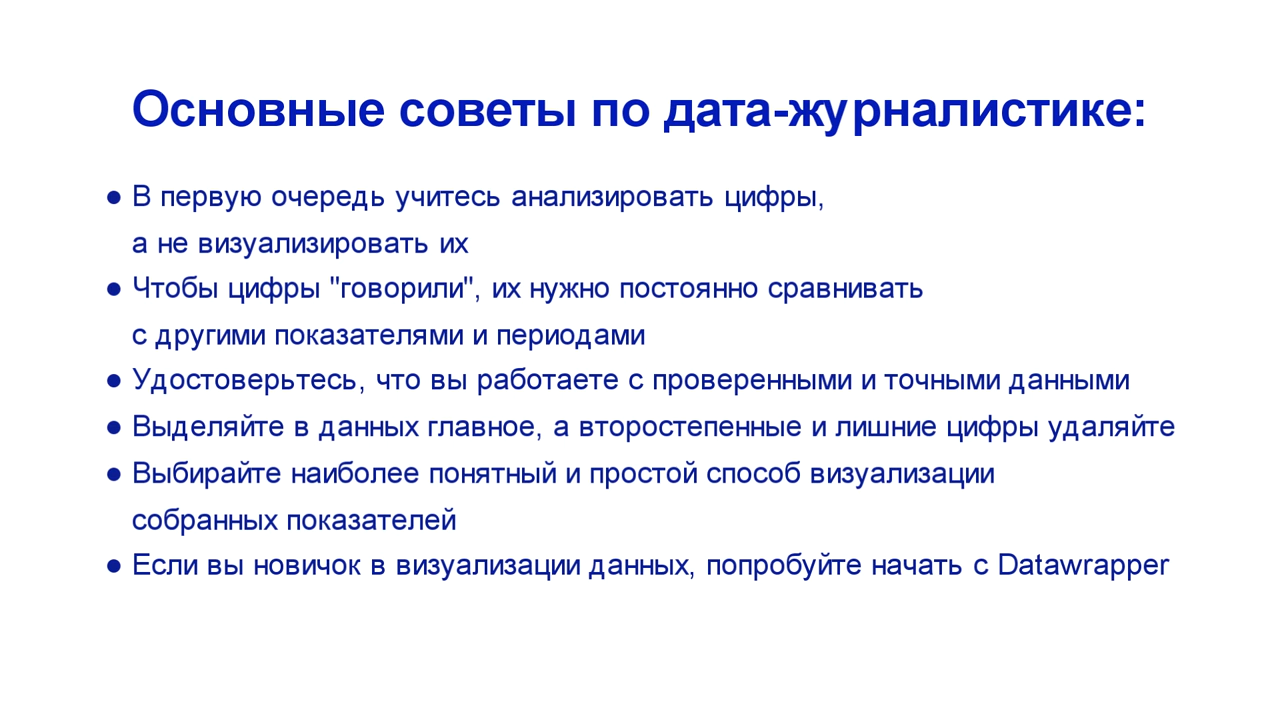 Основные советы по дата-журналистике:
● В первую очередь учитесь анализировать цифры,
а не визуализировать их
● Чтобы цифры "говорили", их нужно постоянно сравнивать
с другими показателями и периодами
● Удостоверьтесь, что вы работаете с проверенными и точными данными
● Выделяйте в данных главное, а второстепенные и лишние цифры удаляйте
● Выбирайте наиболее понятный и простой способ визуализации
собранных показателей
● Если вы новичок в визуализации данных, попробуйте начать с Datawrapper